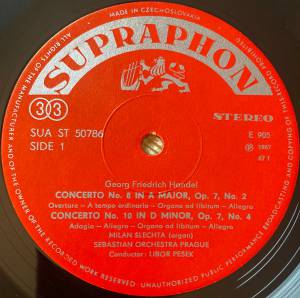 MADE IN CZECHOSLOVAKIA
SUPRAPHON
33
STEREO
SUA ST 50786
E 905
SIDE 1
℗ 1967
Georg Friedrich Handel
CONCERTO No. 8 IN A MAJOR, Op. 7, No. 2
Overture – A tempo ordinario – Organo ad libitum – Allegro
CONCERTO No. 10 IN D MINOR, Op. 7, No. 4
Adagio – Allegro – Organo ad libitum – Allegro
MILAN SLECHTA (organ)
SEBASTIAN ORCHESTRA PRAGUE
Conductor: LIBOR PESEK
ALL RIGHTS OF THE MANUFACTURER AND OF THE OWNER OF THE RECORDED WORK RESERVED. UNAUTHORIZED PUBLIC PERFORMANCE, BROADCASTING AND COPYING OF THIS RECORD PROHIBITED